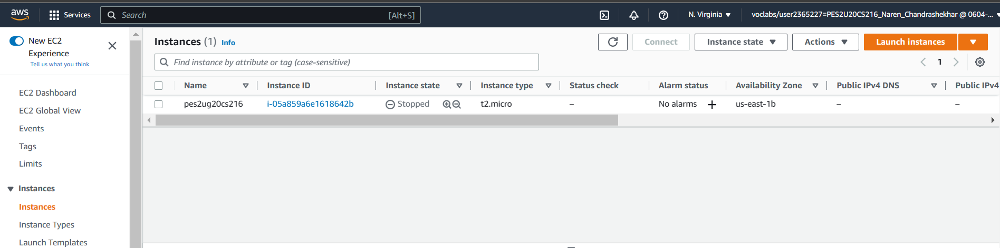 aws
Services
Search
[Alt+S]
N. Virginia
voclabs/user2365227=PES2U20CS216_Naren_Chandrashekhar @ 0604-...
New EC2
Experience
Tell us what you think
EC2 Dashboard
EC2 Global View
Events
Tags
Limits
Instances
Instances
Instance Types
Launch Templates
Instances (1) Info
Connect
Instance state
Actions
Launch instances
Find instance by attribute or tag (case-sensitive)
1
Name
Instance ID
Instance state
Instance type
Status check
Alarm status
Availability Zone
Public IPv4 DNS
Public IPv4
pes2ug20cs216
i-05a859a6e1618642b
Stopped
t2.micro
–
No alarms
us-east-1b
–
–